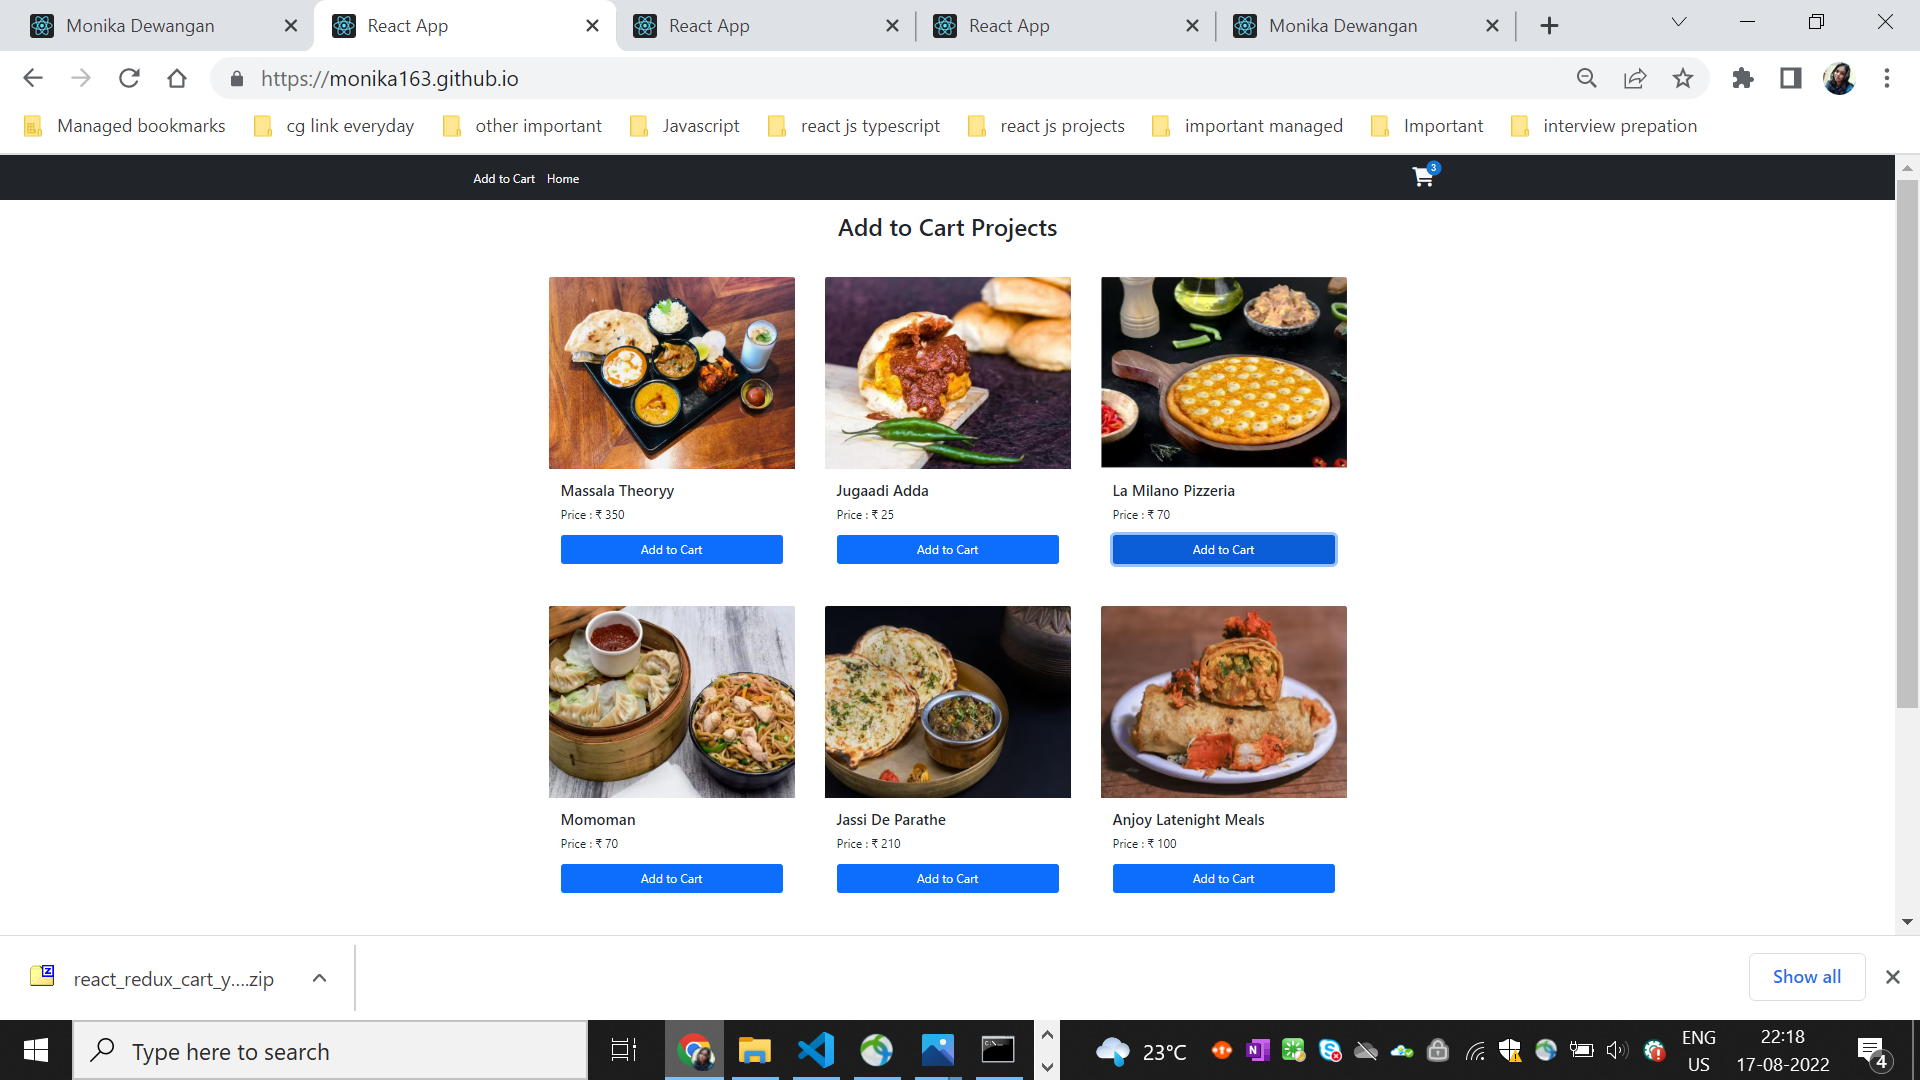 Monika Dewangan
React App
React App
React App
Monika Dewangan
https://monika163.github.io
Managed bookmarks
cg link everyday
other important
Javascript
react js typescript
react js projects
important managed
Important
interview prepation
Add to Cart Home
3
Add to Cart Projects
Massala Theoryy
Price : ₹ 350
Add to Cart
Jugaadi Adda
Price : ₹ 25
Add to Cart
La Milano Pizzeria
Price : ₹ 70
Add to Cart
Momoman
Price : ₹ 70
Add to Cart
Jassi De Parathe
Price : ₹ 210
Add to Cart
Anjoy Latenight Meals
Price : ₹ 100
Add to Cart
react_redux_cart_y....zip
Show all
Type here to search
23°C
ENG
US
22:18
17-08-2022
4